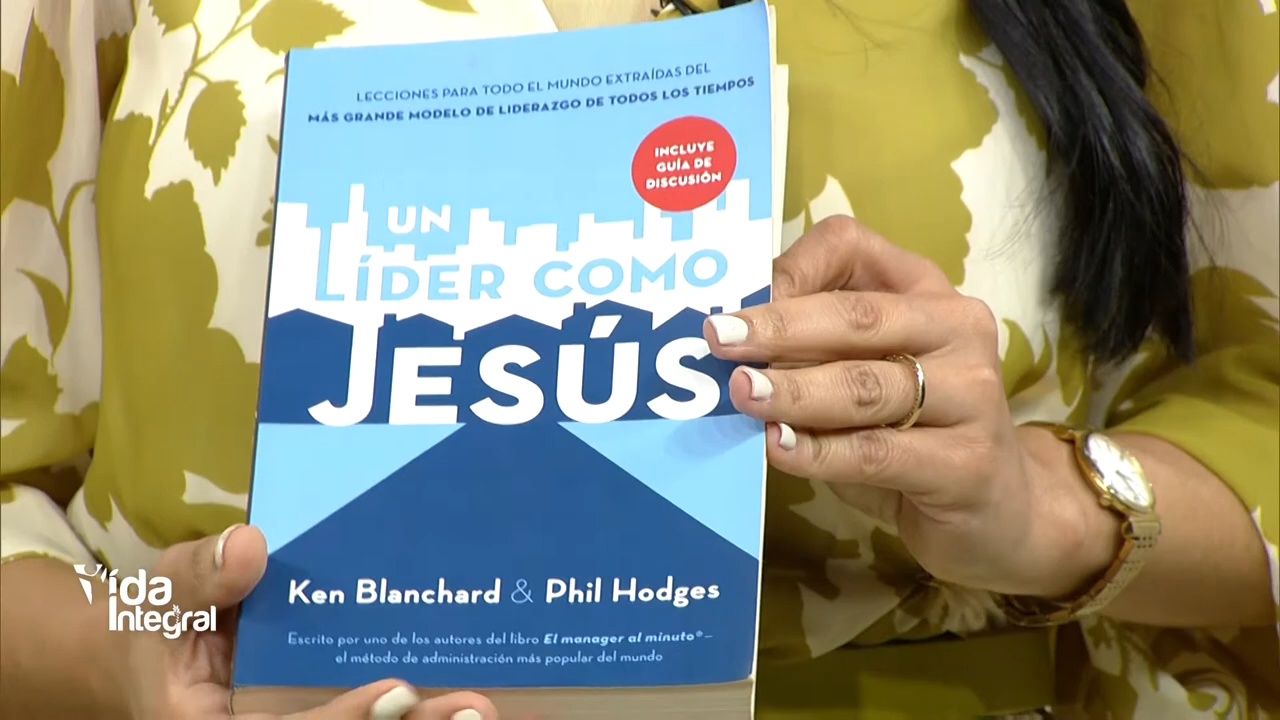 LECCIONES PARA TODO EL MUNDO EXTRAÍDAS DEL
MÁS GRANDE MODELO DE LIDERAZGO DE TODOS LOS TIEMPOS
INCLUYE
GUÍA DE
DISCUSIÓN
UN
LÍDER COMO
JESÚS
Ken Blanchard & Phil Hodges
Escrito por uno de los autores del libro El manager al minuto®—
el método de administración más popular del mundo
Vida
Integral